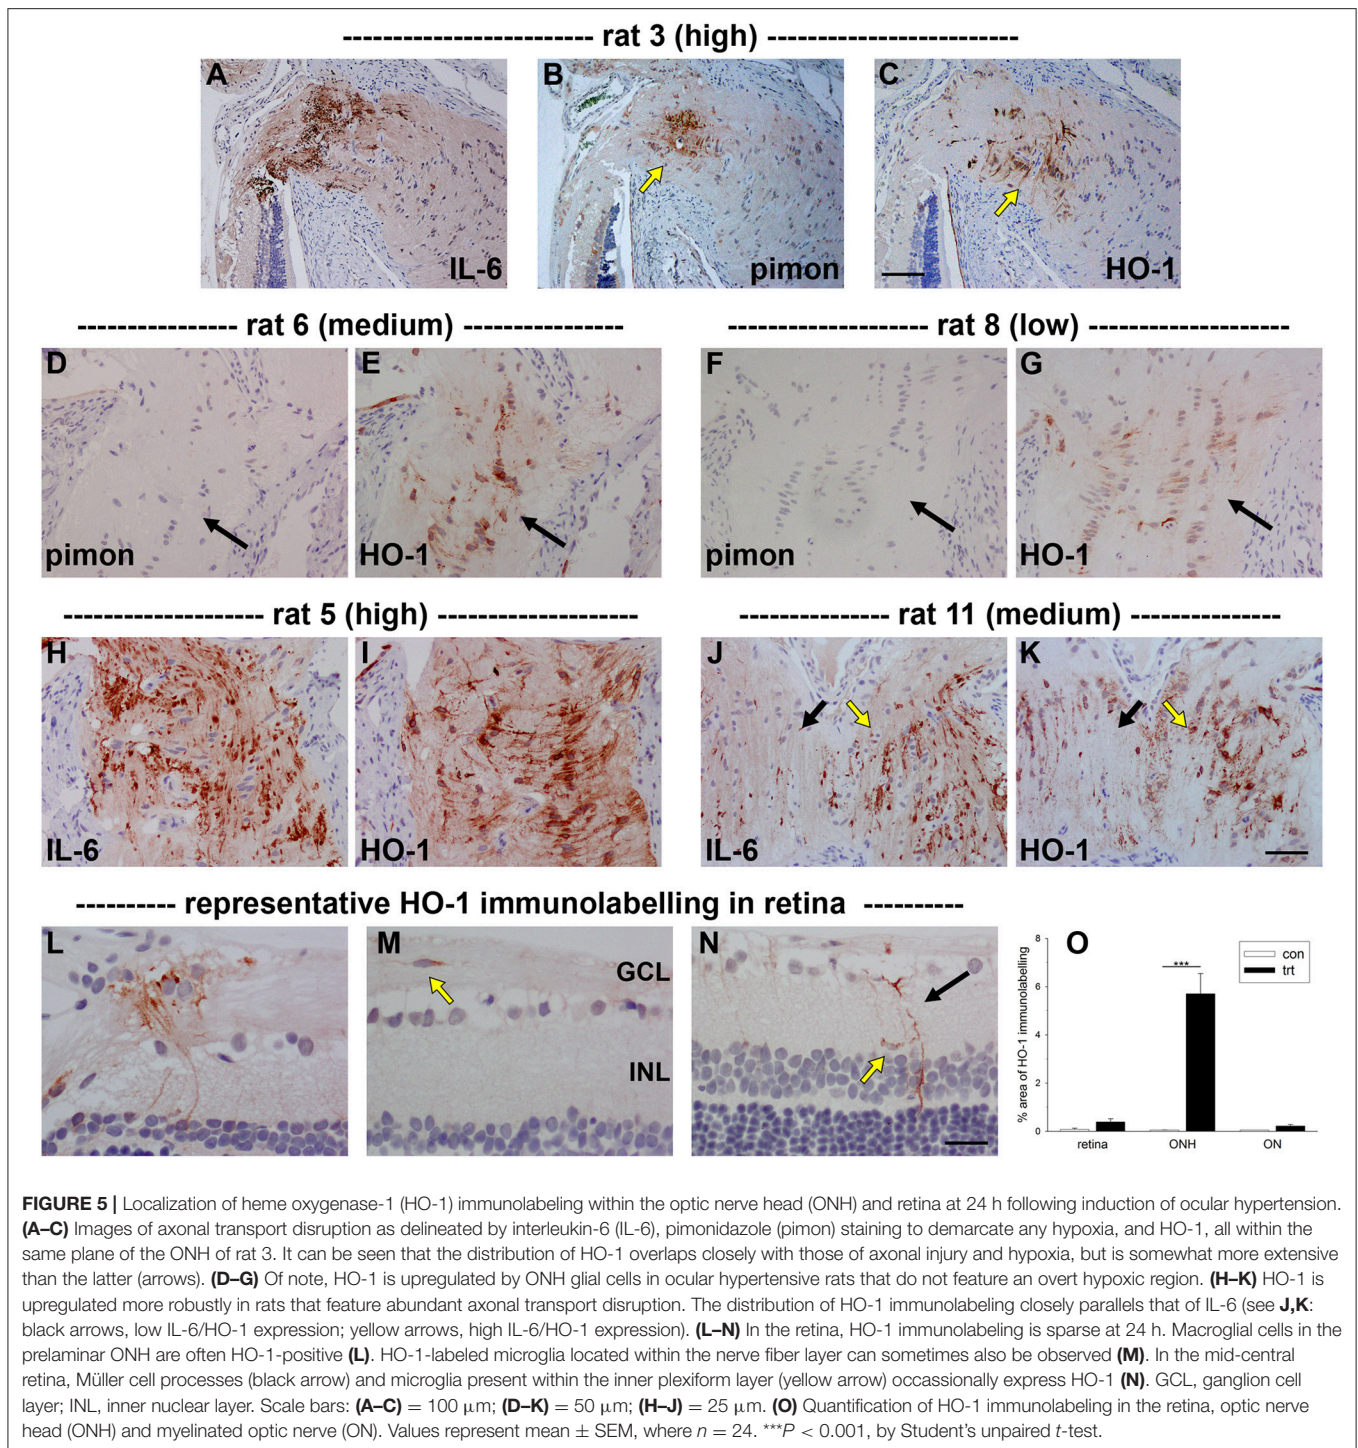 ------------------------- rat 3 (high) -------------------------
A
B
C
IL-6
pimon
HO-1
---------------- rat 6 (medium) ----------------
-------------------- rat 8 (low) --------------------
D
E
F
G
pimon
HO-1
pimon
HO-1
-------------------- rat 5 (high) --------------------
--------------- rat 11 (medium) ---------------
H
I
J
K
IL-6
HO-1
IL-6
HO-1
---------- representative HO-1 immunolabelling in retina ----------
L
M
N
O
GCL
INL
% area of HO-1 immunolabelling
8
6
4
2
0
***
con
trt
retina
ONH
ON
FIGURE 5 | Localization of heme oxygenase-1 (HO-1) immunolabeling within the optic nerve head (ONH) and retina at 24 h following induction of ocular hypertension.
(A–C) Images of axonal transport disruption as delineated by interleukin-6 (IL-6), pimonidazole (pimon) staining to demarcate any hypoxia, and HO-1, all within the
same plane of the ONH of rat 3. It can be seen that the distribution of HO-1 overlaps closely with those of axonal injury and hypoxia, but is somewhat more extensive
than the latter (arrows). (D–G) Of note, HO-1 is upregulated by ONH glial cells in ocular hypertensive rats that do not feature an overt hypoxic region. (H–K) HO-1 is
upregulated more robustly in rats that feature abundant axonal transport disruption. The distribution of HO-1 immunolabeling closely parallels that of IL-6 (see J,K:
black arrows, low IL-6/HO-1 expression; yellow arrows, high IL-6/HO-1 expression). (L–N) In the retina, HO-1 immunolabeling is sparse at 24 h. Macroglial cells in the
prelaminar ONH are often HO-1-positive (L). HO-1-labeled microglia located within the nerve fiber layer can sometimes also be observed (M). In the mid-central
retina, Müller cell processes (black arrow) and microglia present within the inner plexiform layer (yellow arrow) occassionally express HO-1 (N). GCL, ganglion cell
layer; INL, inner nuclear layer. Scale bars: (A–C) = 100 μm; (D–K) = 50 μm; (H–J) = 25 μm. (O) Quantification of HO-1 immunolabeling in the retina, optic nerve
head (ONH) and myelinated optic nerve (ON). Values represent mean ± SEM, where n = 24. ***P < 0.001, by Student's unpaired t-test.